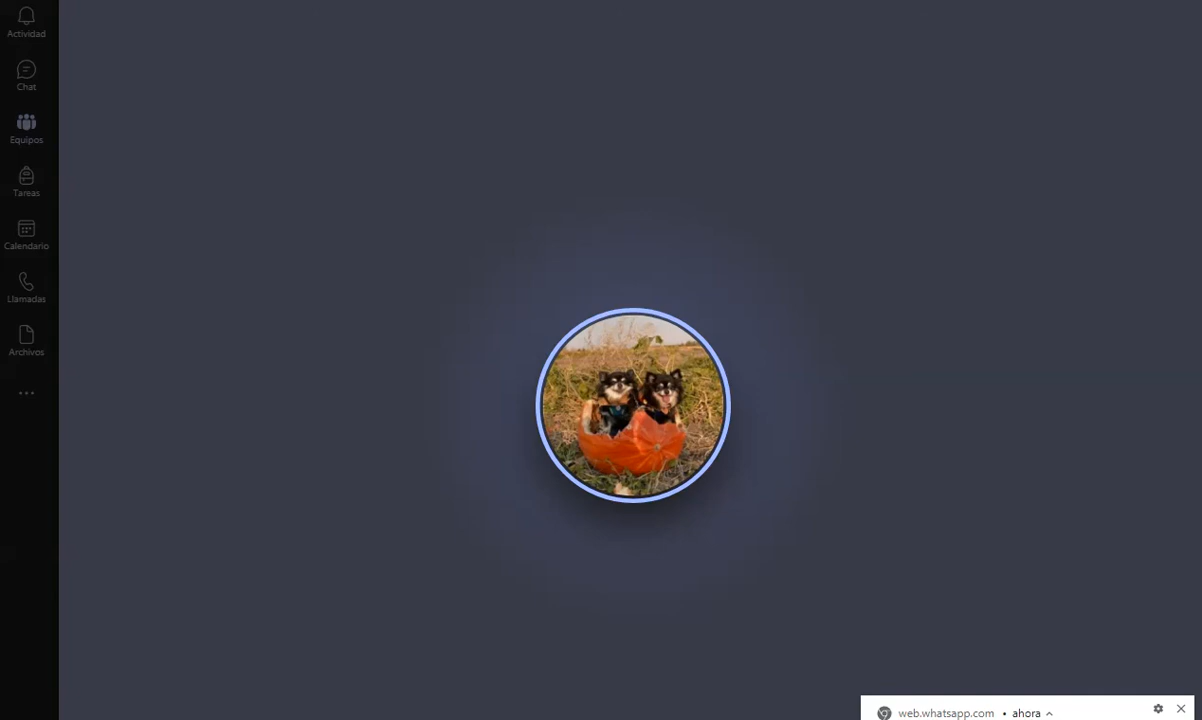 Actividad
Chat
Equipos
Tareas
Calendario
Llamadas
Archivos
web.whatsapp.com • ahora